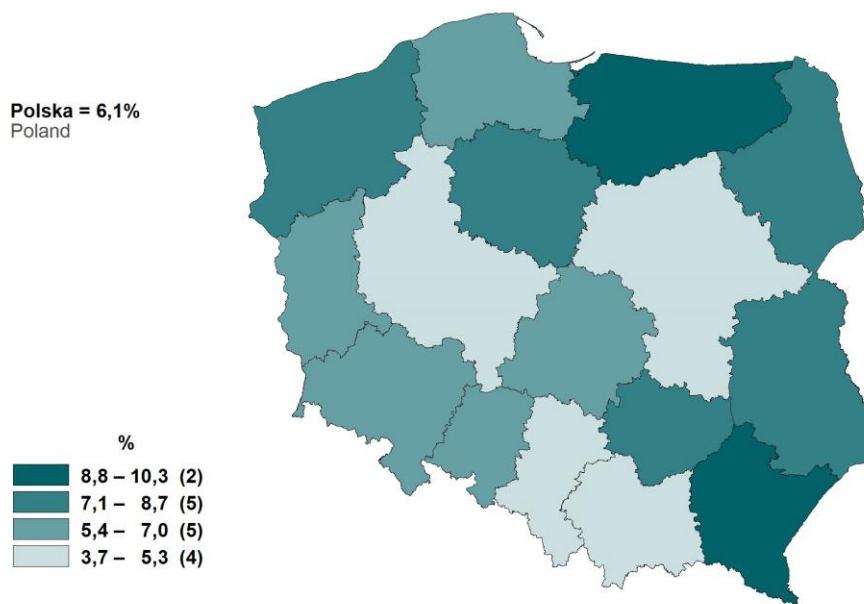 Polska = 6,1%
Poland
%
8,8 – 10,3 (2)
7,1 – 8,7 (5)
5,4 – 7,0 (5)
3,7 – 5,3 (4)